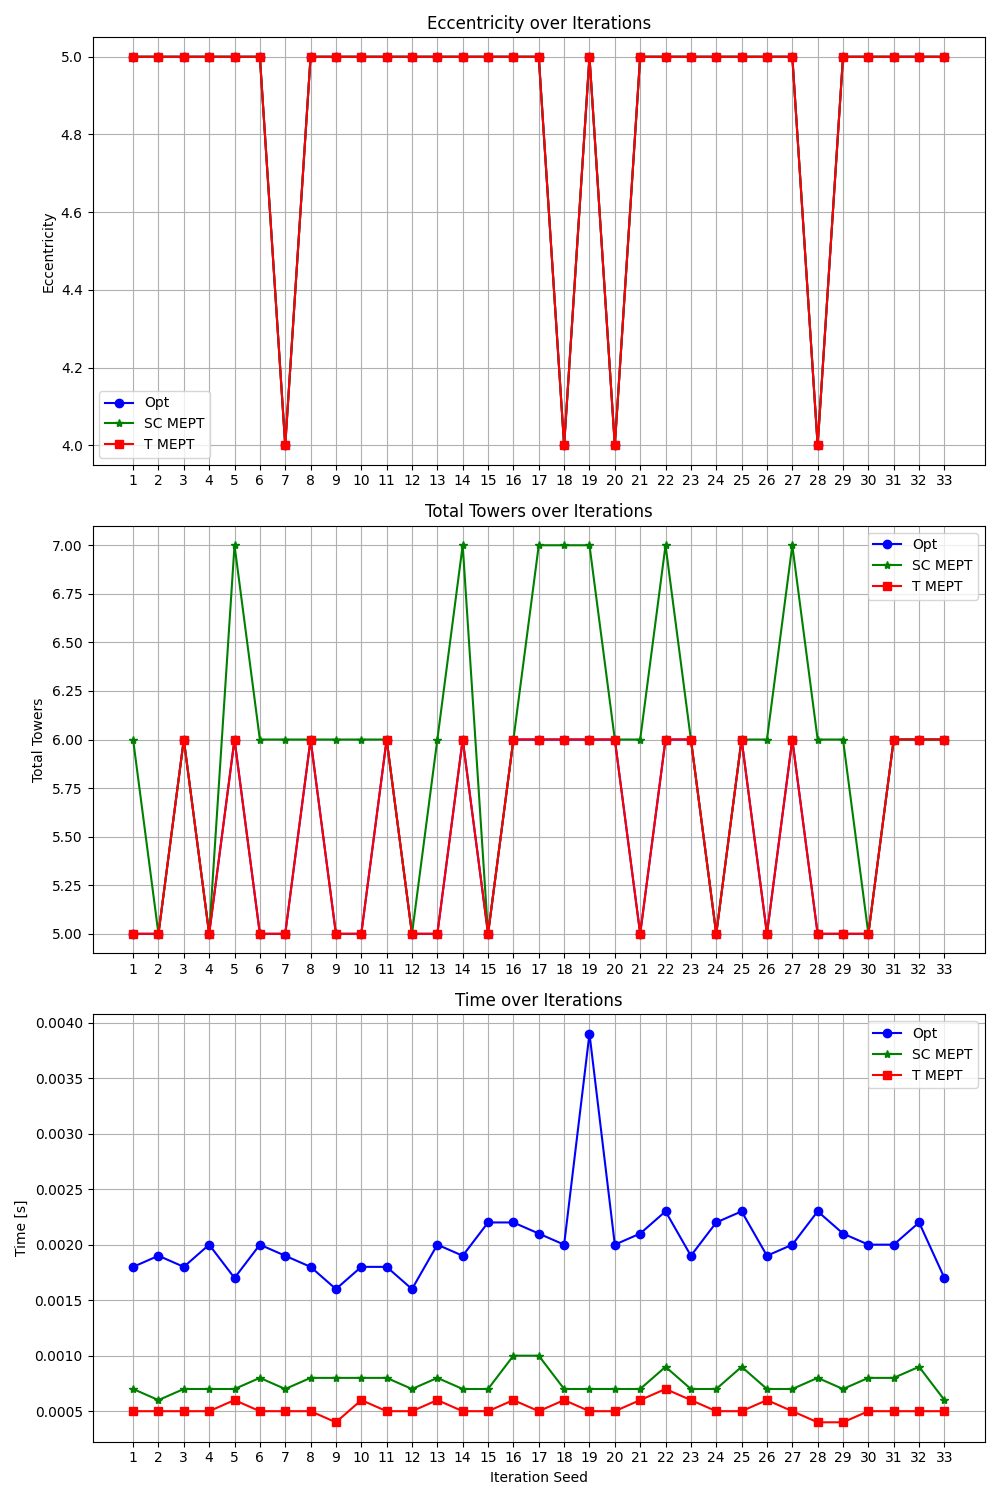 Eccentricity over Iterations
5.0
4.8
4.6
4.4
4.2
4.0
Eccentricity
Opt
SC MEPT
T MEPT
1 2 3 4 5 6 7 8 9 10 11 12 13 14 15 16 17 18 19 20 21 22 23 24 25 26 27 28 29 30 31 32 33
Total Towers over Iterations
7.00
6.75
6.50
6.25
6.00
5.75
5.50
5.25
5.00
Total Towers
Opt
SC MEPT
T MEPT
1 2 3 4 5 6 7 8 9 10 11 12 13 14 15 16 17 18 19 20 21 22 23 24 25 26 27 28 29 30 31 32 33
Time over Iterations
0.0040
0.0035
0.0030
0.0025
0.0020
0.0015
0.0010
0.0005
Time [s]
Opt
SC MEPT
T MEPT
1 2 3 4 5 6 7 8 9 10 11 12 13 14 15 16 17 18 19 20 21 22 23 24 25 26 27 28 29 30 31 32 33
Iteration Seed